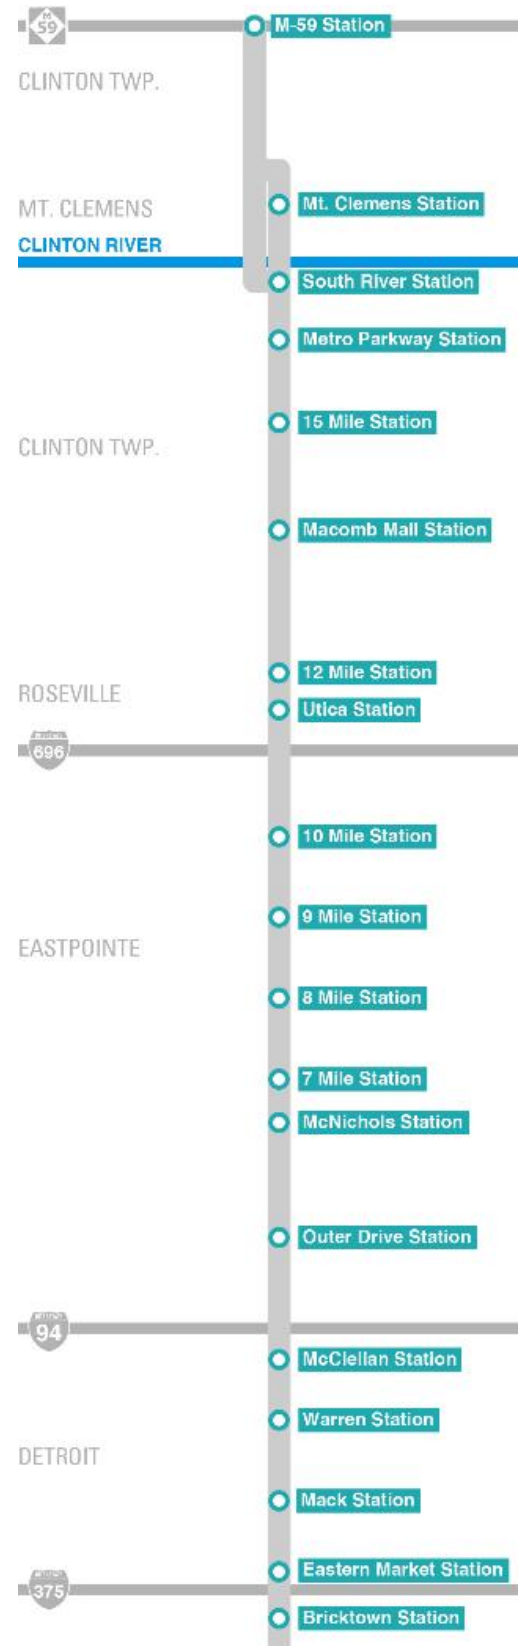 M
59
M-59 Station
CLINTON TWP.
MT. CLEMENS
Mt. Clemens Station
CLINTON RIVER
South River Station
Metro Parkway Station
15 Mile Station
CLINTON TWP.
Macomb Mall Station
12 Mile Station
ROSEVILLE
Utica Station
696
10 Mile Station
9 Mile Station
EASTPOINTE
8 Mile Station
7 Mile Station
McNichols Station
Outer Drive Station
94
McClellan Station
Warren Station
DETROIT
Mack Station
Eastern Market Station
375
Bricktown Station